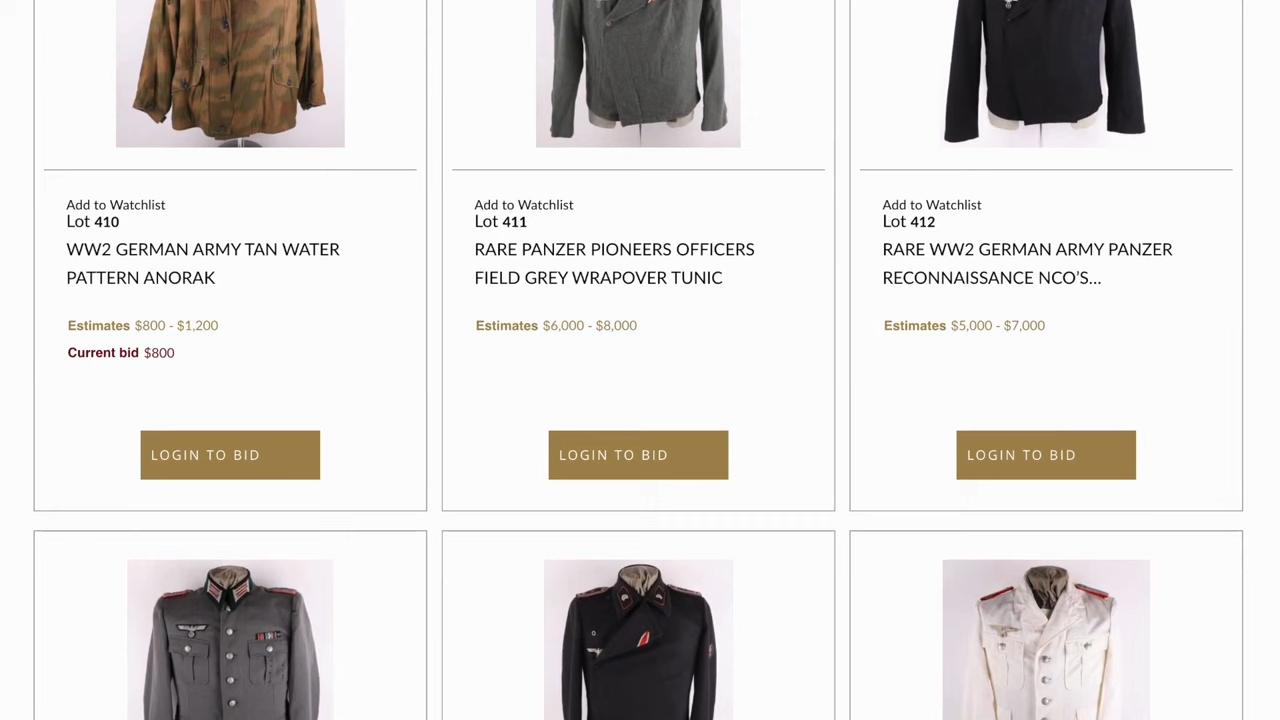 Add to Watchlist
Lot 410
WW2 GERMAN ARMY TAN WATER
PATTERN ANORAK
Estimates $800 - $1,200
Current bid $800
LOGIN TO BID
Add to Watchlist
Lot 411
RARE PANZER PIONEERS OFFICERS
FIELD GREY WRAPOVER TUNIC
Estimates $6,000 - $8,000
LOGIN TO BID
Add to Watchlist
Lot 412
RARE WW2 GERMAN ARMY PANZER
RECONNAISSANCE NCO’S...
Estimates $5,000 - $7,000
LOGIN TO BID